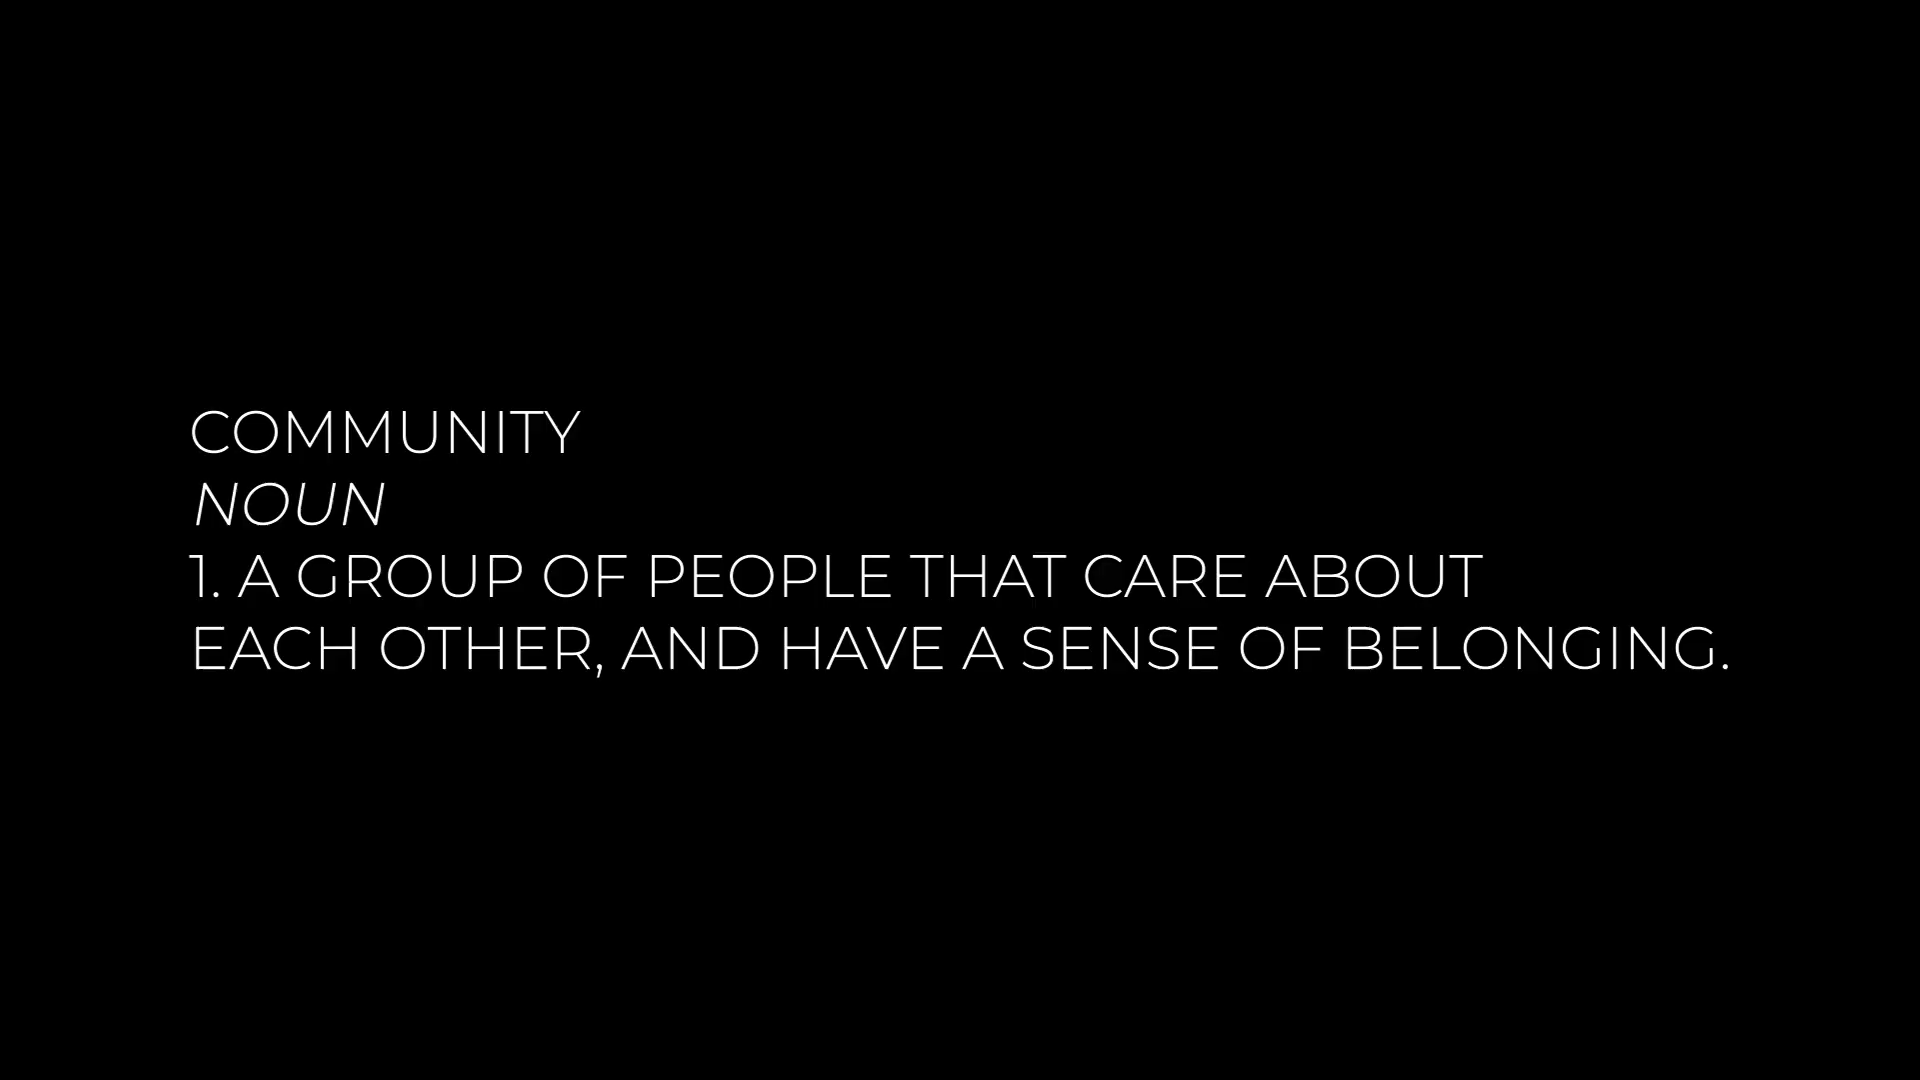 COMMUNITY
NOUN
1. A GROUP OF PEOPLE THAT CARE ABOUT
EACH OTHER, AND HAVE A SENSE OF BELONGING.